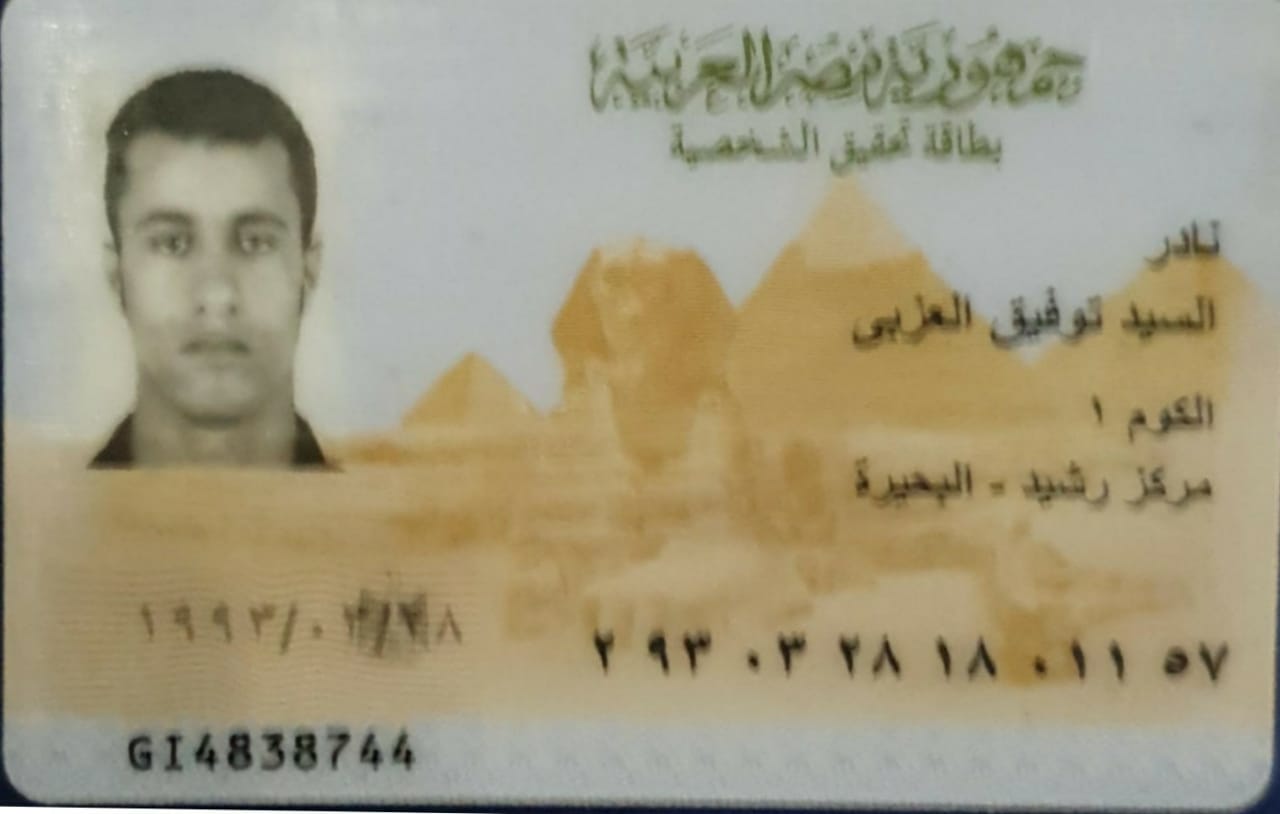 جمهورية مصر العربية
بطاقة تحقيق الشخصية
نادر
السيد توفيق العزبى
الكوم ١
مركز رشيد - البحيرة
١٩٩٣/٠٣/٢٨
٢ ٩٣ ٠٣ ٢٨ ١٨ ٠١١ ٥٧
GI4838744